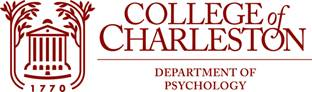 COLLEGE of
CHARLESTON
DEPARTMENT OF
PSYCHOLOGY
1770